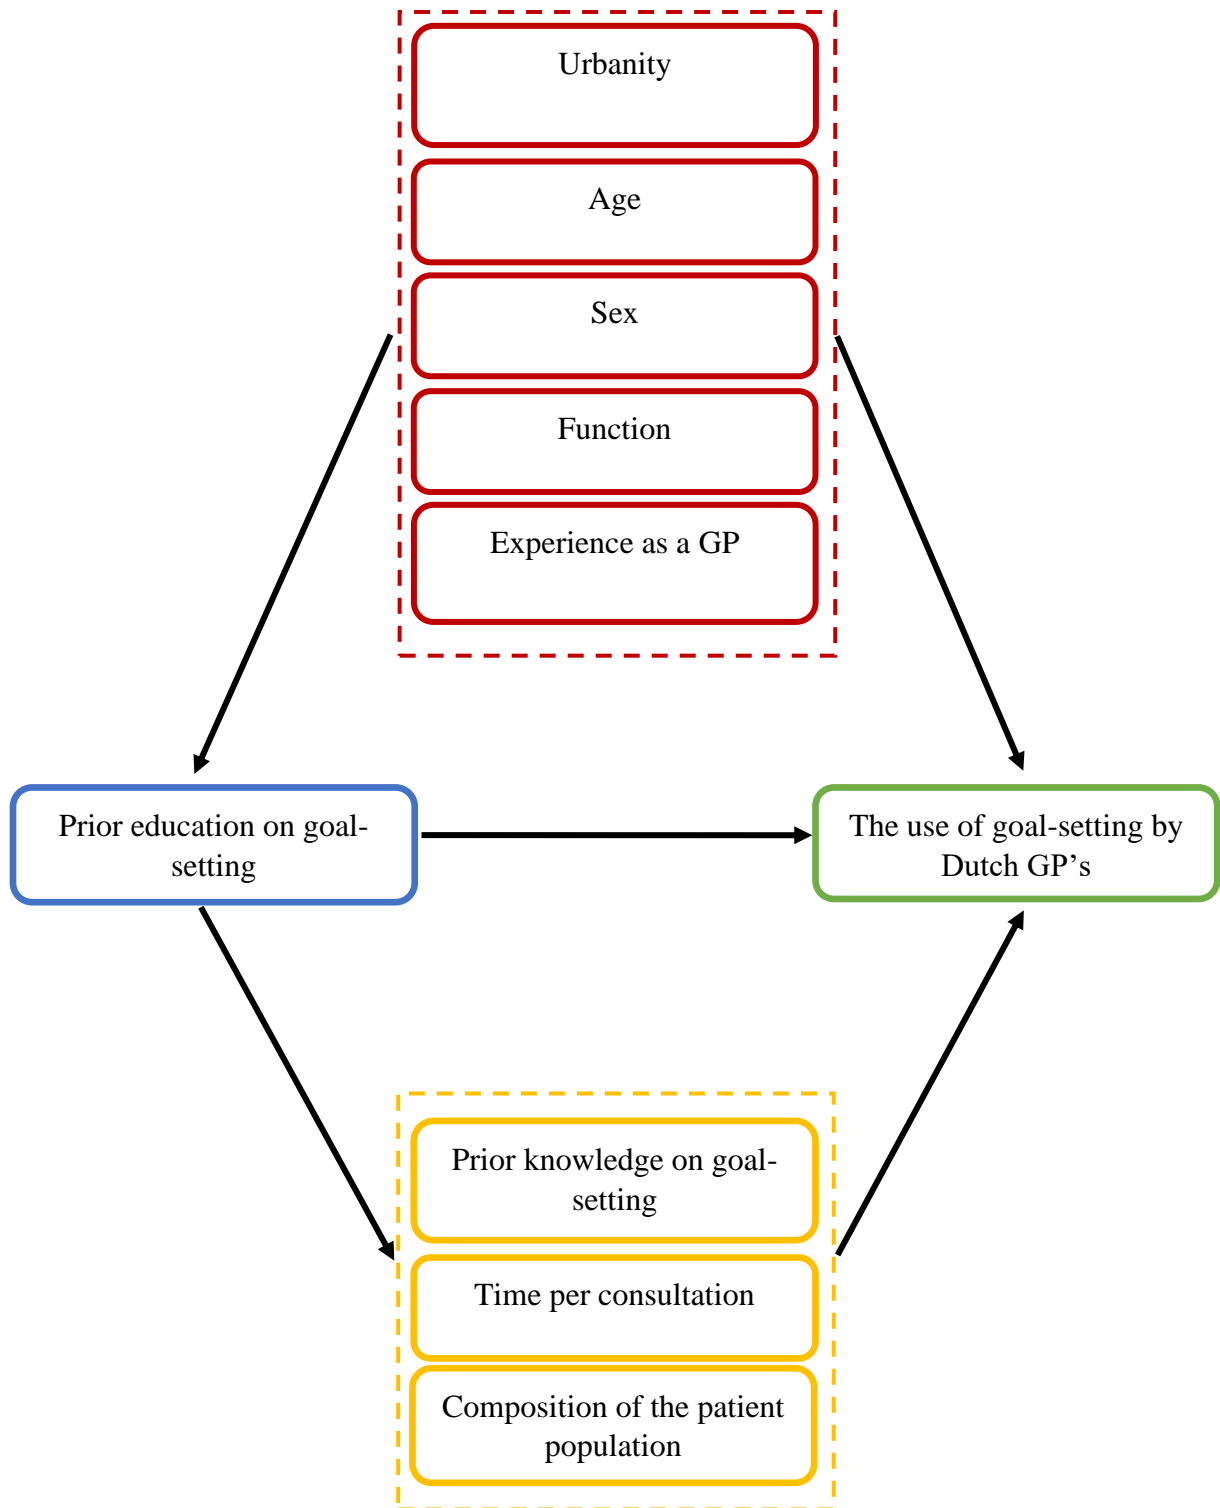 Urbanity
Age
Sex
Function
Experience as a GP
Prior education on goal-
setting
The use of goal-setting by
Dutch GP’s
Prior knowledge on goal-
setting
Time per consultation
Composition of the patient
population